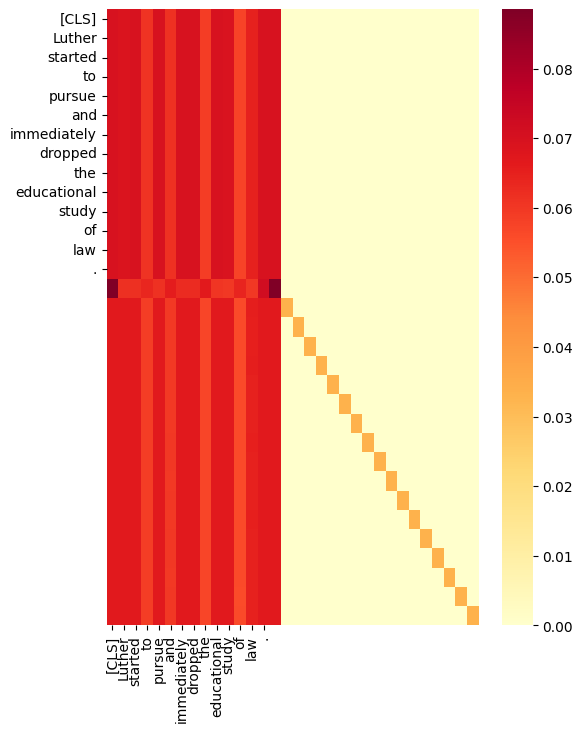 [CLS]
Luther
started
to
pursue
and
immediately
dropped
the
educational
study
of
law
.
0.08
0.07
0.06
0.05
0.04
0.03
0.02
0.01
0.00
[CLS]
Luther
started
to
pursue
and
immediately
dropped
the
educational
study
of
law
.